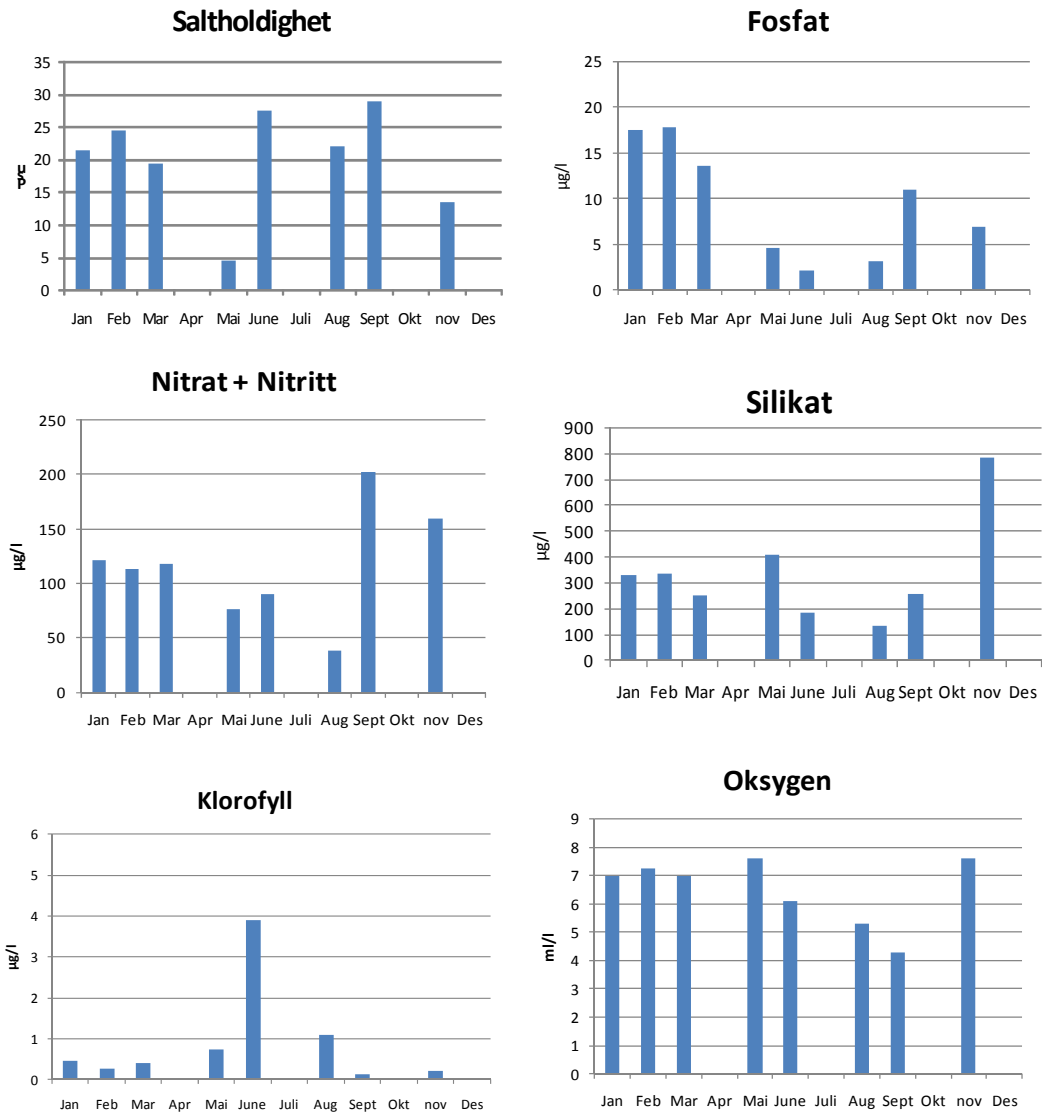 Saltholdighet
35
30
25
20
15
10
5
0
Jan Feb Mar Apr Mai June Juli Aug Sept Okt nov Des
Fosfat
25
20
15
10
5
0
µg/l
Jan Feb Mar Apr Mai June Juli Aug Sept Okt nov Des
Nitrat + Nitritt
250
200
150
100
50
0
µg/l
Jan Feb Mar Apr Mai June Juli Aug Sept Okt nov Des
Silikat
900
800
700
600
500
400
300
200
100
0
µg/l
Jan Feb Mar Apr Mai June Juli Aug Sept Okt nov Des
Klorofyll
6
5
4
3
2
1
0
µg/l
Jan Feb Mar Apr Mai June Juli Aug Sept Okt nov Des
Oksygen
9
8
7
6
5
4
3
2
1
0
ml/l
Jan Feb Mar Apr Mai June Juli Aug Sept Okt nov Des